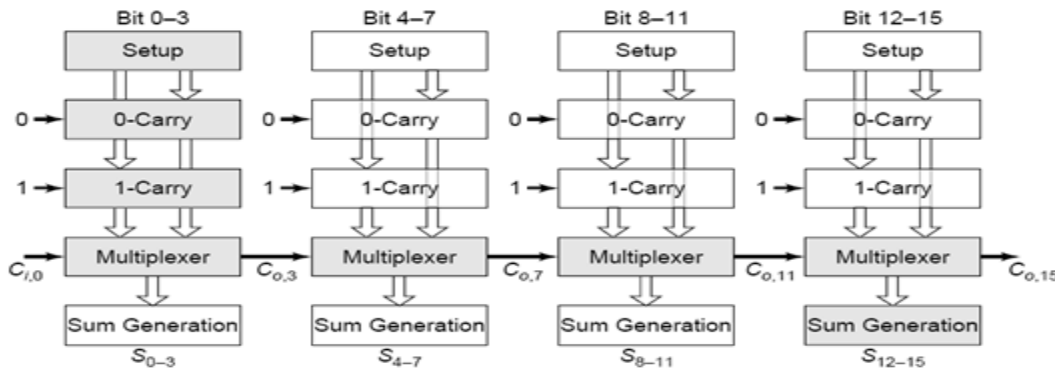 Bit 0–3 Bit 4–7 Bit 8–11 Bit 12–15
Setup Setup Setup Setup
0 0-Carry 0 0-Carry 0 0-Carry 0 0-Carry
1 1-Carry 1 1-Carry 1 1-Carry 1 1-Carry
Multiplexer Multiplexer Multiplexer Multiplexer
Ci,0 Co,3 Co,7 Co,11 Co,15
Sum Generation Sum Generation Sum Generation Sum Generation
S0–3 S4–7 S8–11 S12–15